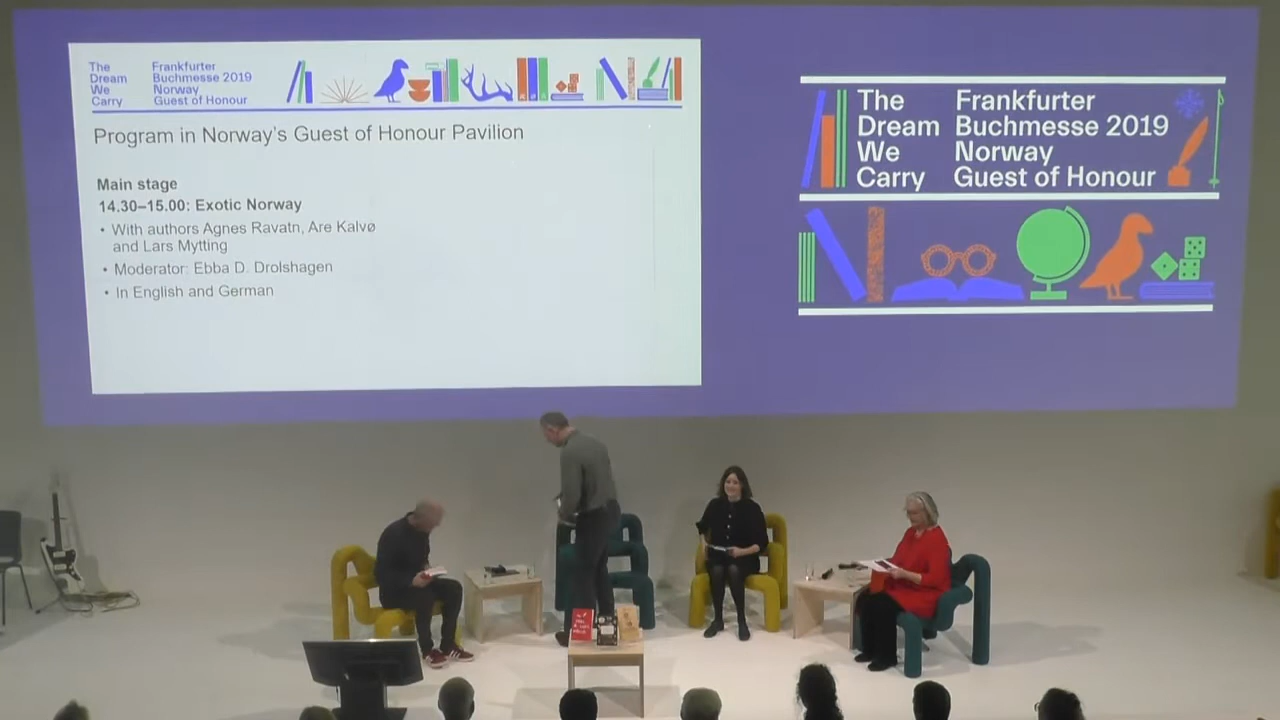 The
Dream
We
Carry
Frankfurter
Buchmesse 2019
Norway
Guest of Honour
Program in Norway's Guest of Honour Pavilion
Main stage
14.30–15.00: Exotic Norway
• With authors Agnes Ravatn, Are Kalvø
and Lars Mytting
• Moderator: Ebba D. Drolshagen
• In English and German
The
Dream
We
Carry
Frankfurter
Buchmesse 2019
Norway
Guest of Honour